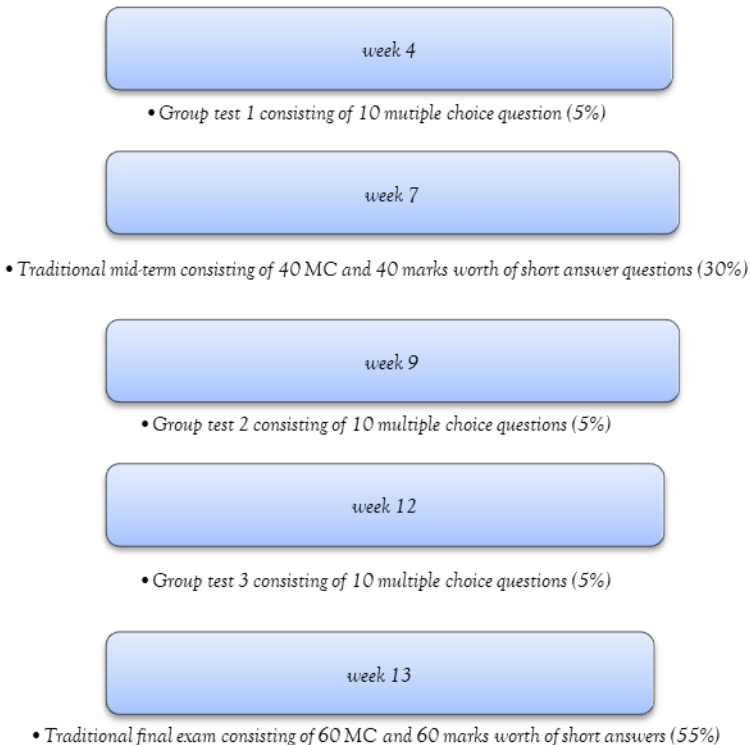 week 4
• Group test 1 consisting of 10 mutiple choice question (5%)
week 7
• Traditional mid-term consisting of 40 MC and 40 marks worth of short answer questions (30%)
week 9
• Group test 2 consisting of 10 multiple choice questions (5%)
week 12
• Group test 3 consisting of 10 multiple choice questions (5%)
week 13
• Traditional final exam consisting of 60 MC and 60 marks worth of short answers (55%)